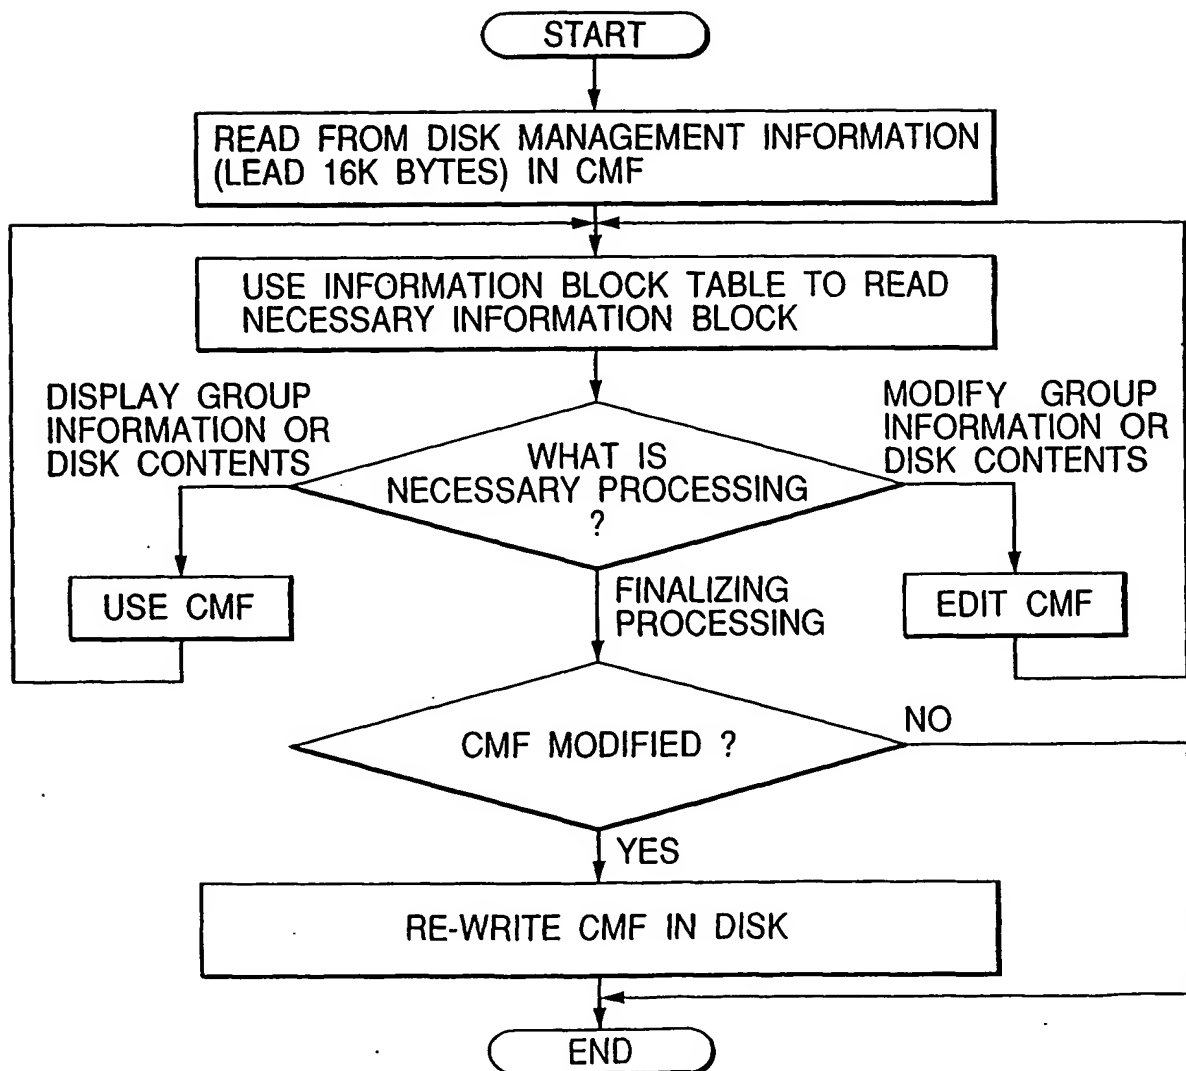 START
READ FROM DISK MANAGEMENT INFORMATION
(LEAD 16K BYTES) IN CMF
USE INFORMATION BLOCK TABLE TO READ
NECESSARY INFORMATION BLOCK
DISPLAY GROUP
INFORMATION OR
DISK CONTENTS
WHAT IS
NECESSARY PROCESSING
?
MODIFY GROUP
INFORMATION OR
DISK CONTENTS
USE CMF
FINALIZING
PROCESSING
EDIT CMF
CMF MODIFIED ?
NO
YES
RE-WRITE CMF IN DISK
END